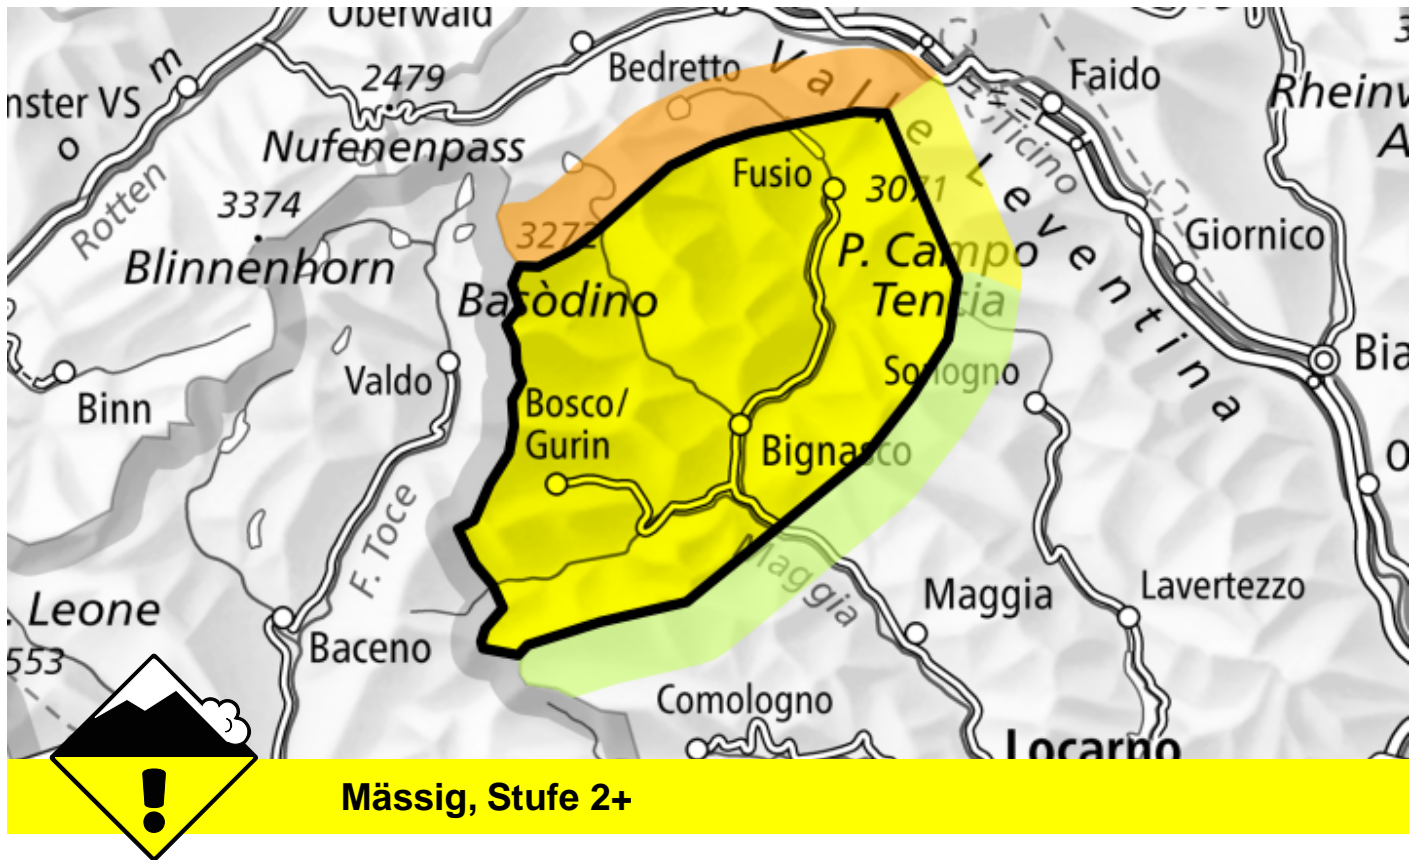 Oberwald
m
2479
Bedretto
Valle Leventina
Faido
nster VS
Rheinw
A
o
Nufenenpass
Ticino
Rotten
Fusio
3071
3374
3272
Giornico
Blinnenhorn
P. Campo
Tencia
Basòdino
Bia
Valdo
Sonogno
Binn
Bosco/
Gurin
Bignasco
O
F. Toce
Maggia
Maggia
Lavertezzo
. Leone
553
Baceno
Comologno
Locarno
Mässig, Stufe 2+